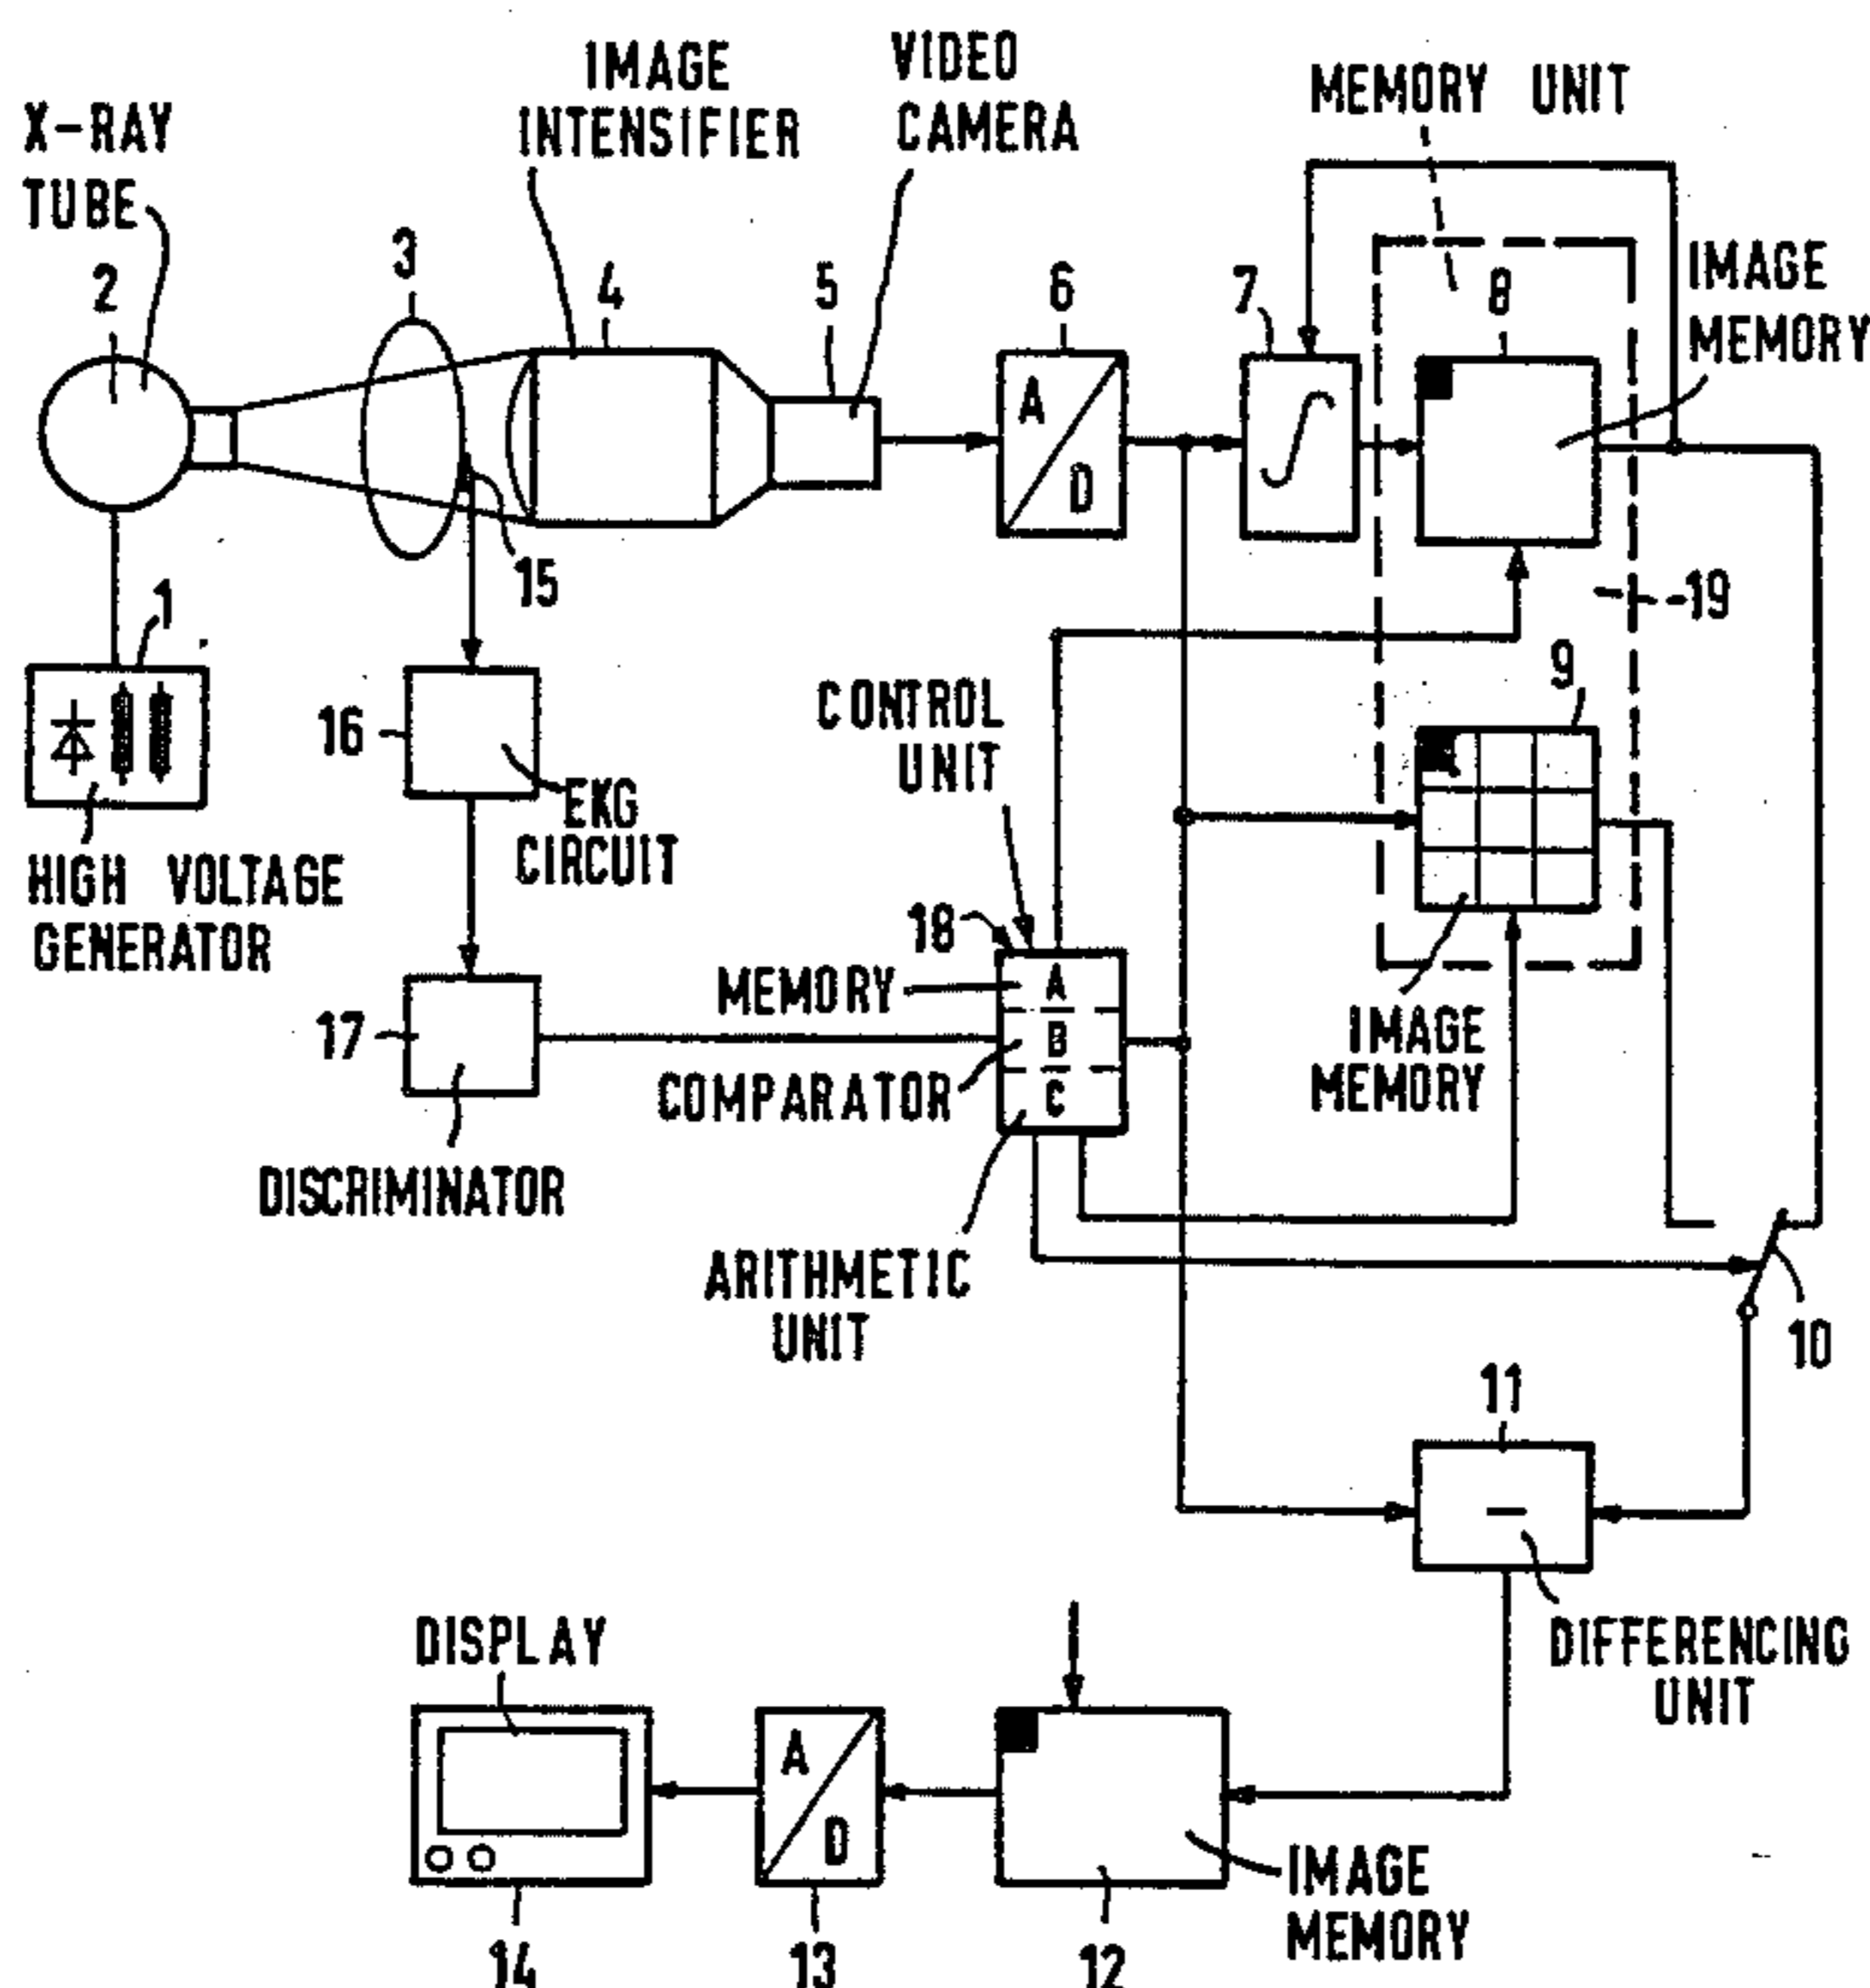 X-RAY
TUBE
2
3
IMAGE
INTENSIFIER
4
VIDEO
CAMERA
5
6
A
D
7
MEMORY UNIT
8
IMAGE
MEMORY
19
9
IMAGE
MEMORY
1
HIGH VOLTAGE
GENERATOR
15
16
EKG
CIRCUIT
17
DISCRIMINATOR
CONTROL
UNIT
18
MEMORY
A
COMPARATOR
B
C
ARITHMETIC
UNIT
10
11
DIFFERENCING
UNIT
DISPLAY
14
A
D
13
12
IMAGE
MEMORY